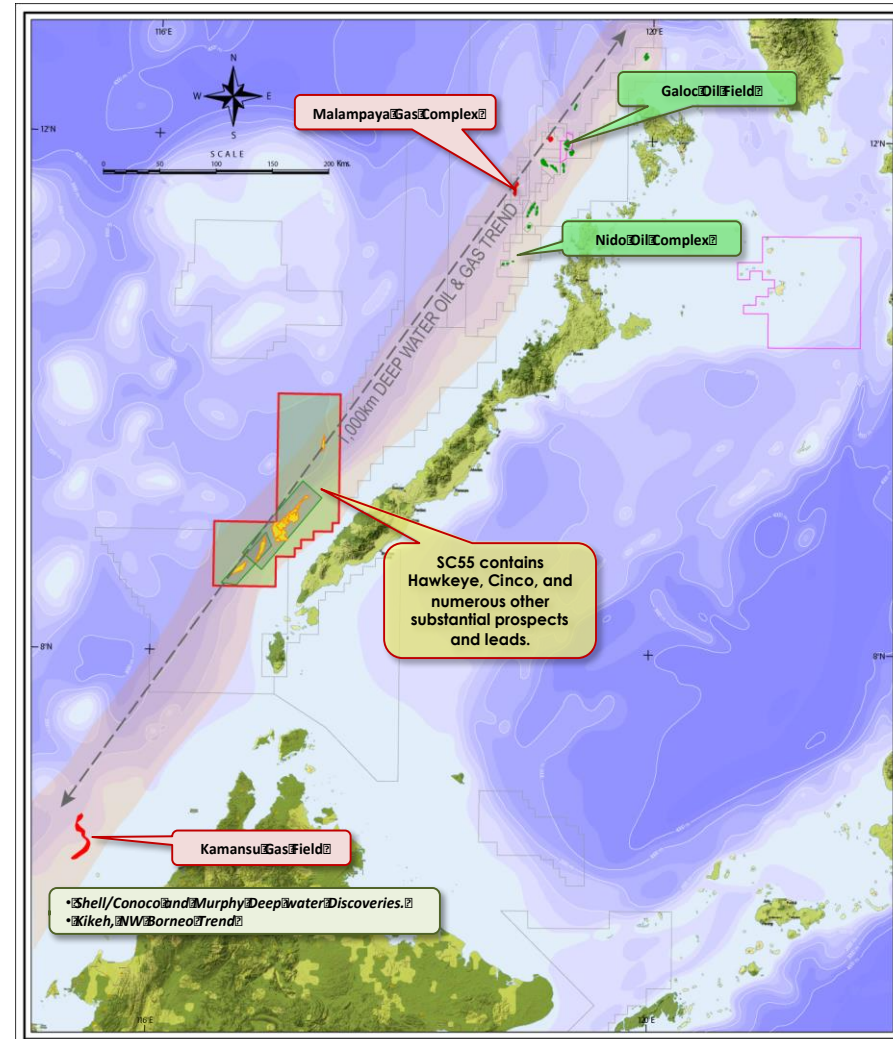 116°E
120°E
N
W
E
S
12°N
12°N
SCALE
0 50 100 150 200 Kms.
Malampaya Gas Complex
Galoc Oil Field
Nido Oil Complex
1,000km DEEP WATER OIL & GAS TREND
SC55 contains
Hawkeye, Cinco, and
numerous other
substantial prospects
and leads.
8°N
8°N
Kamansu Gas Field
• Shell/Conoco and Murphy Deep water Discoveries.
• Kikeh, NW Borneo Trend
116°E
120°E